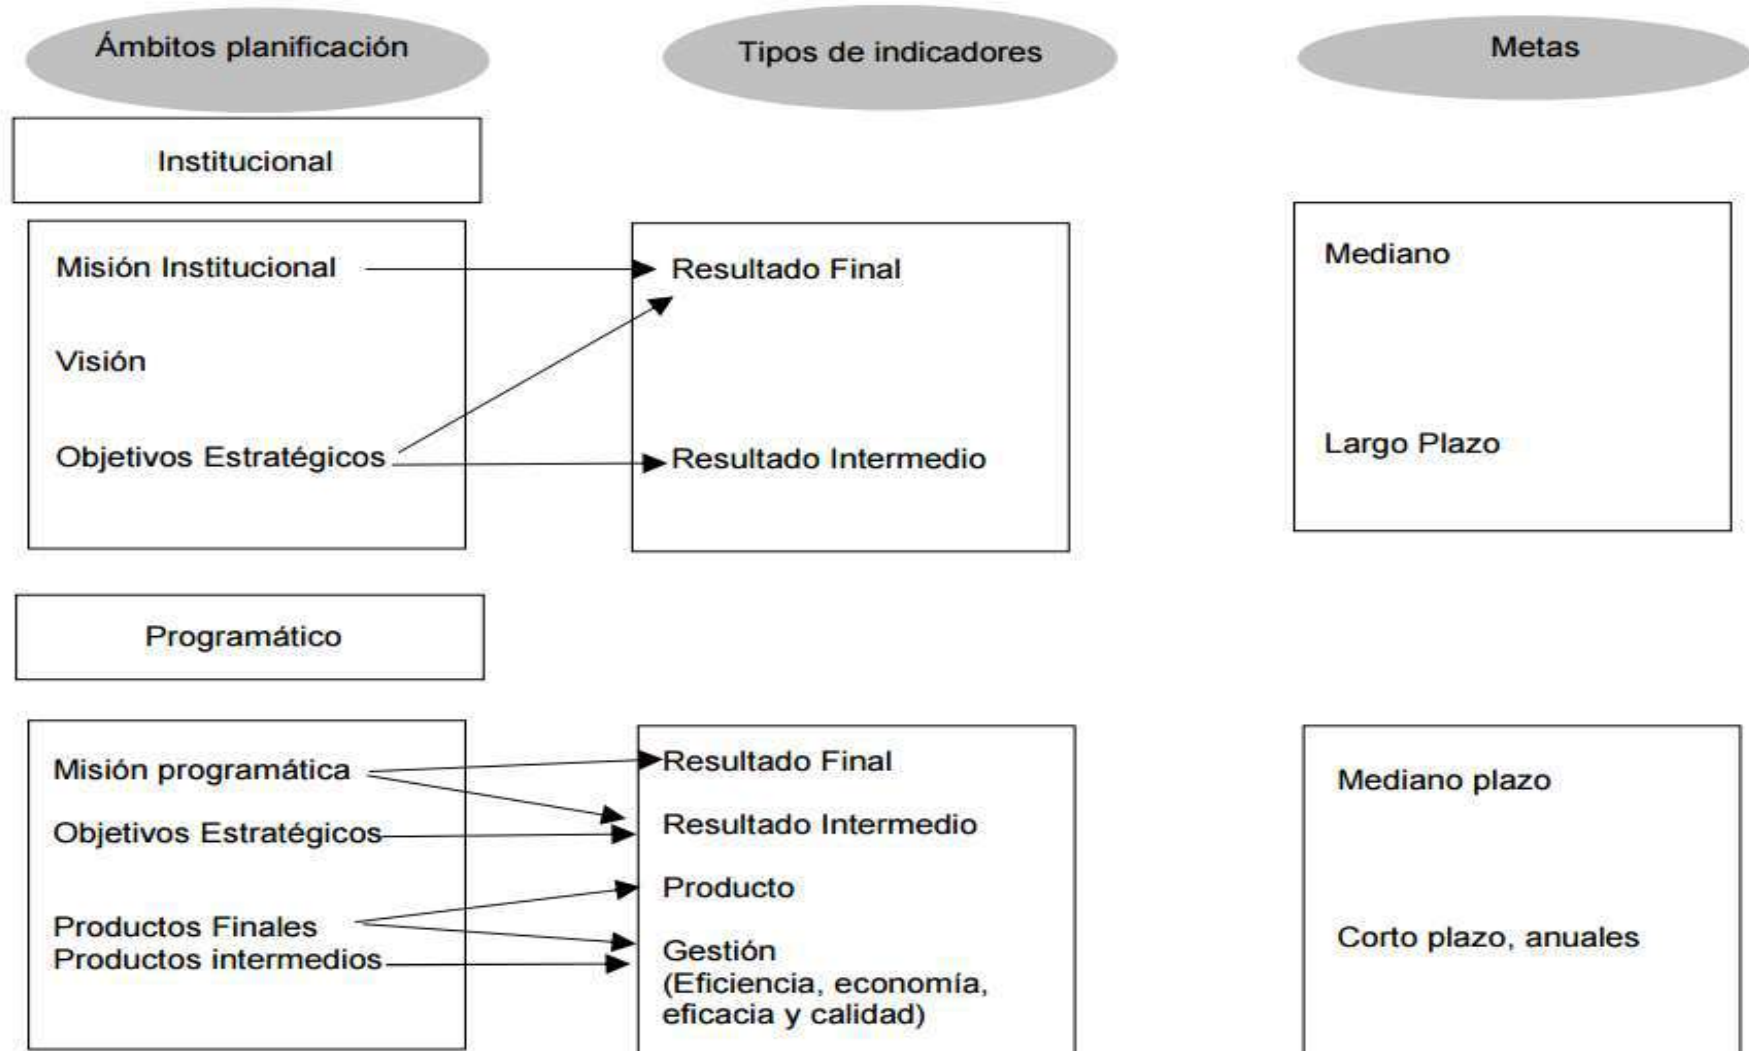 Ámbitos planificación
Tipos de indicadores
Metas
Institucional
Misión Institucional
Visión
Objetivos Estratégicos
Resultado Final
Resultado Intermedio
Mediano
Largo Plazo
Programático
Misión programática
Objetivos Estratégicos
Productos Finales
Productos intermedios
Resultado Final
Resultado Intermedio
Producto
Gestión
(Eficiencia, economía,
eficacia y calidad)
Mediano plazo
Corto plazo, anuales